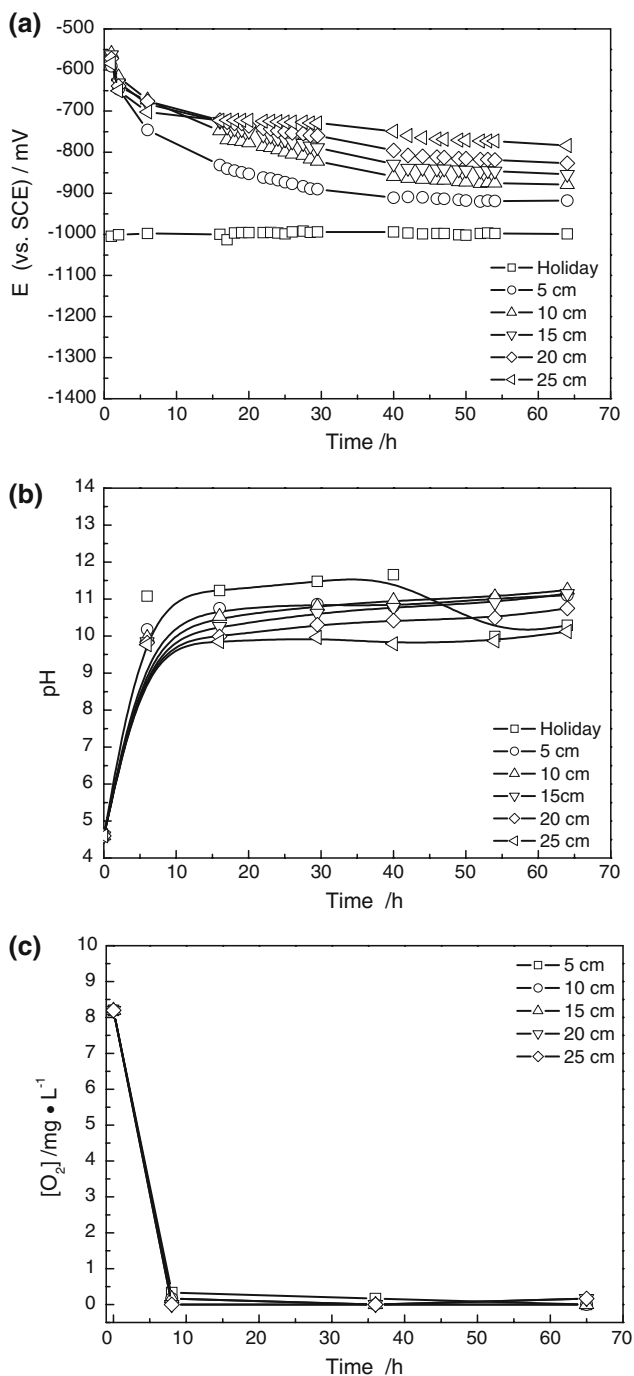 (a)
-500
-600
-700
-800
-900
-1000
-1100
-1200
-1300
-1400
E (vs. SCE) / mV
Holiday
5 cm
10 cm
15 cm
20 cm
25 cm
0 10 20 30 40 50 60 70
Time /h
(b)
14
13
12
11
10
9
8
7
6
5
4
pH
Holiday
5 cm
10 cm
15cm
20 cm
25 cm
0 10 20 30 40 50 60 70
Time /h
(c)
10
9
8
7
6
5
4
3
2
1
0
[O₂] /mg • L⁻¹
5 cm
10 cm
15 cm
20 cm
25 cm
0 10 20 30 40 50 60 70
Time /h